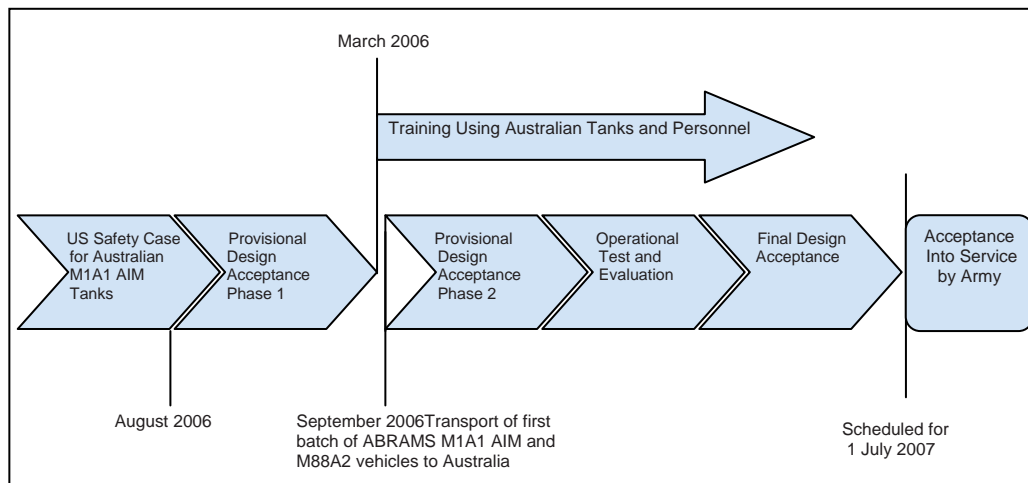 March 2006
Training Using Australian Tanks and Personnel
US Safety Case
for Australian
M1A1 AIM
Tanks
Provisional
Design
Acceptance
Phase 1
Provisional
Design
Acceptance
Phase 2
Operational
Test and
Evaluation
Final Design
Acceptance
Acceptance
Into Service
by Army
August 2006
September 2006Transport of first
batch of ABRAMS M1A1 AIM and
M88A2 vehicles to Australia
Scheduled for
1 July 2007